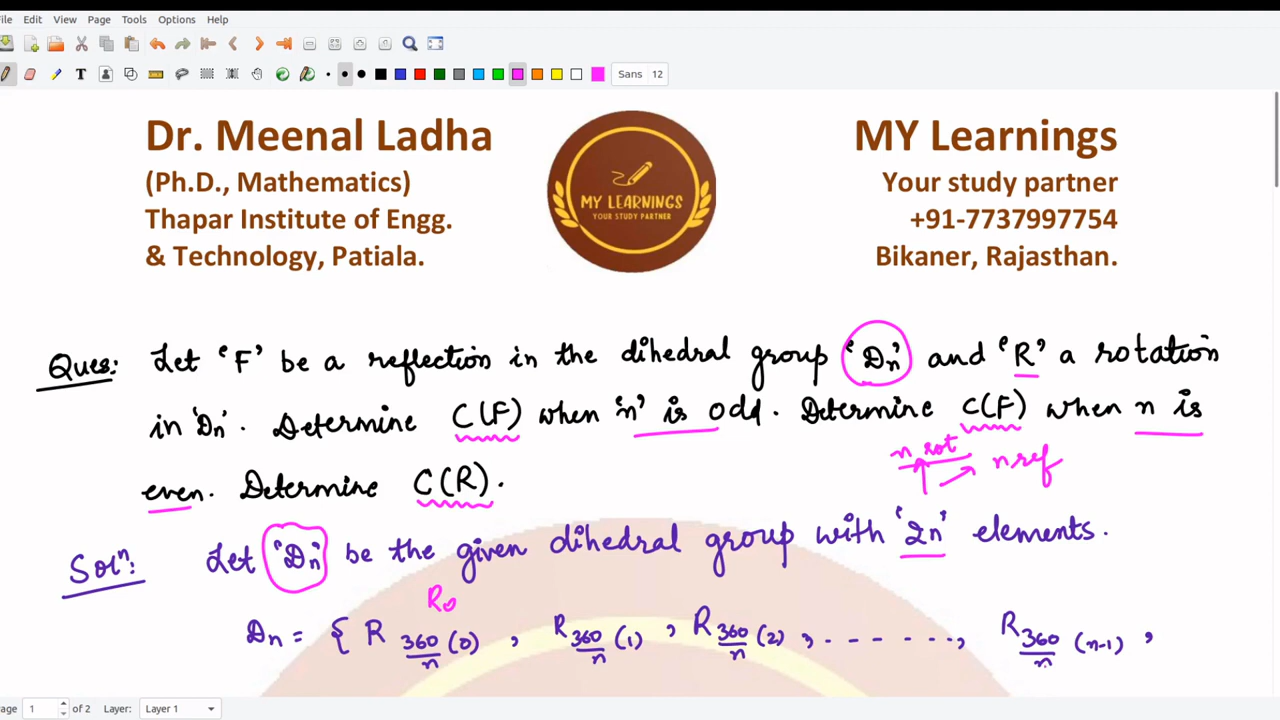 File Edit View Page Tools Options Help
Sans 12
Dr. Meenal Ladha
(Ph.D., Mathematics)
Thapar Institute of Engg.
& Technology, Patiala.
MY LEARNINGS
YOUR STUDY PARTNER
MY Learnings
Your study partner
+91-7737997754
Bikaner, Rajasthan.
Ques: Let 'F' be a reflection in the dihedral group 'Dn' and 'R' a rotation
in 'Dn'. Determine C(F) when 'n' is odd. Determine C(F) when n is
n rot n ref
even. Determine C(R).
Solⁿ: Let 'Dn' be the given dihedral group with '2n' elements.
R0
Dn = { R 360/n (0) , R 360/n (1) , R 360/n (2) , - - - - - - - , R 360/n (n-1) ,
Page 1 of 2 Layer: Layer 1